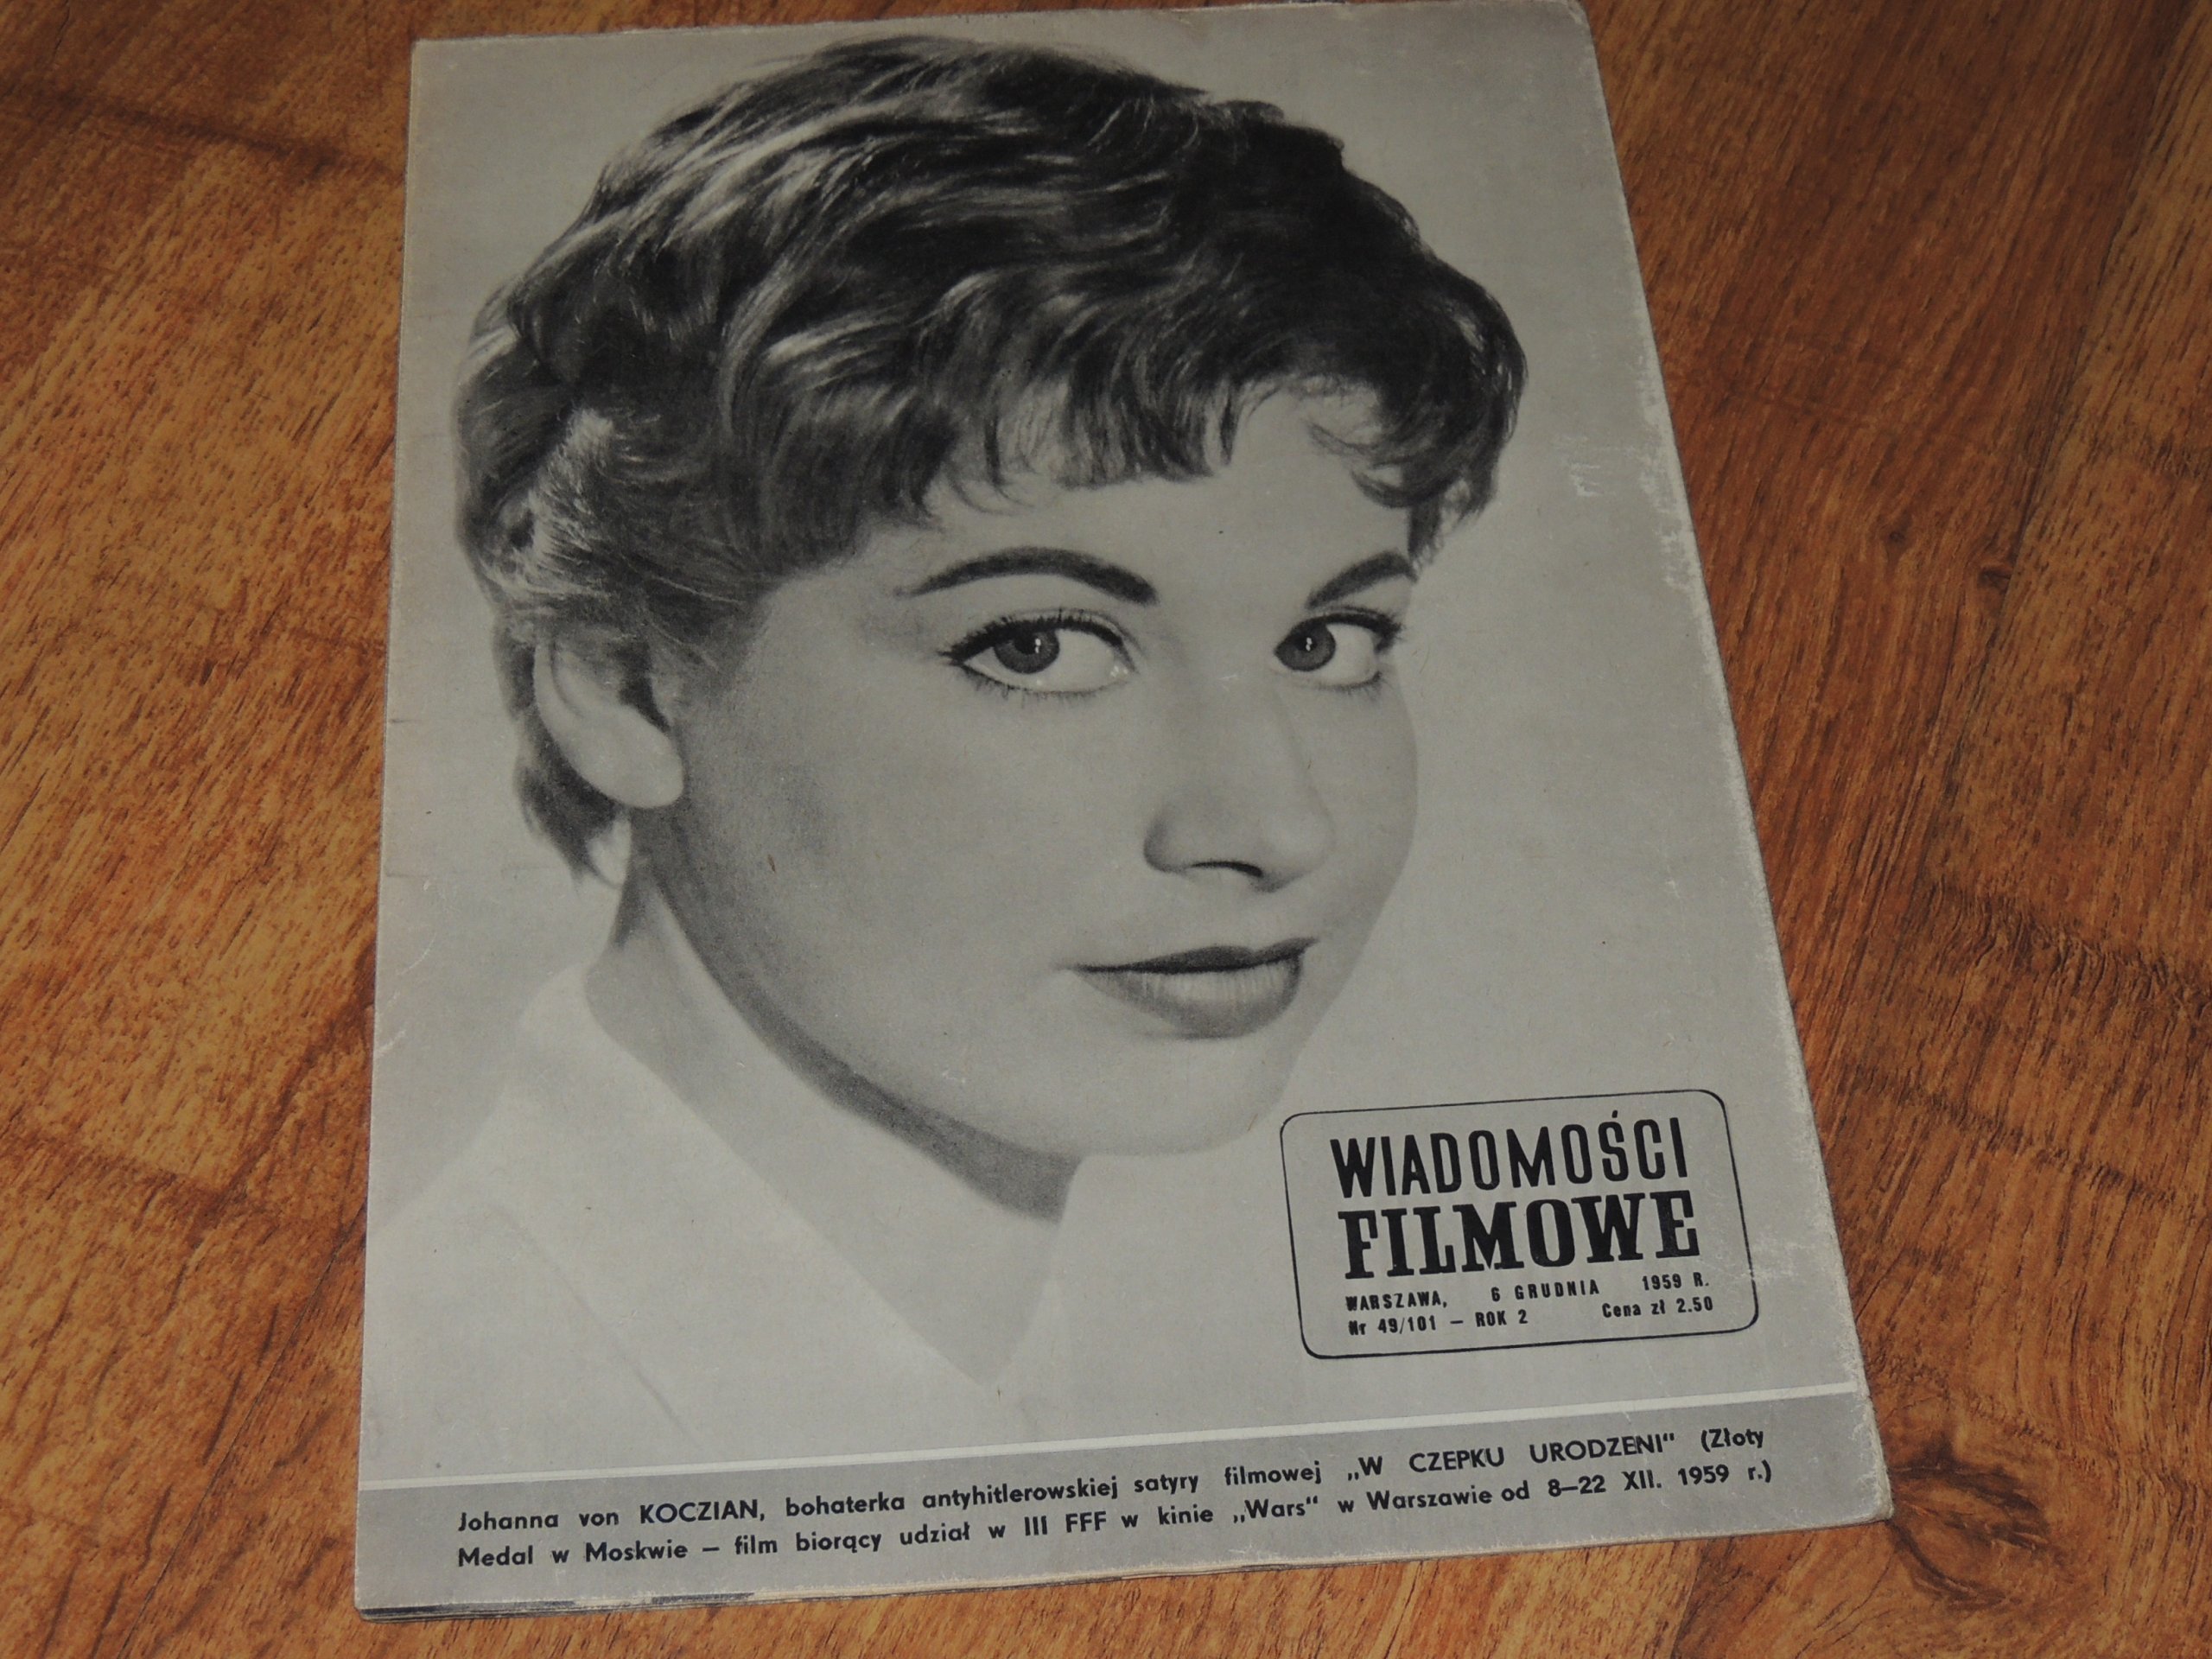 WIADOMOŚCI
FILMOWE
WARSZAWA, 6 GRUDNIA 1959 R.
Nr 49/101 — ROK 2 Cena zł 2.50
Johanna von KOCZIAN, bohaterka antyhitlerowskiej satyry filmowej „W CZEPKU URODZENI" (Złoty
Medal w Moskwie — film biorący udział w III FFF w kinie „Wars" w Warszawie od 8—22 XII. 1959 r.)